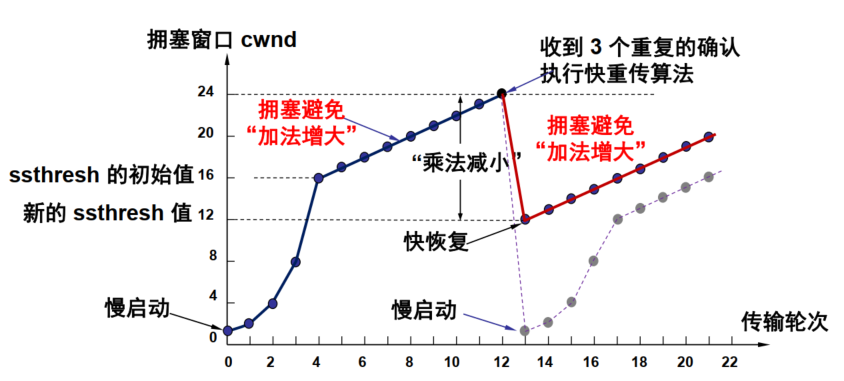 拥塞窗口 cwnd
收到 3 个重复的确认
执行快重传算法
24
拥塞避免
“加法增大”
拥塞避免
“加法增大”
20
“乘法减小”
ssthresh 的初始值 16
新的 ssthresh 值 12
快恢复
8
慢启动
4
慢启动
0
传输轮次
0 2 4 6 8 10 12 14 16 18 20 22